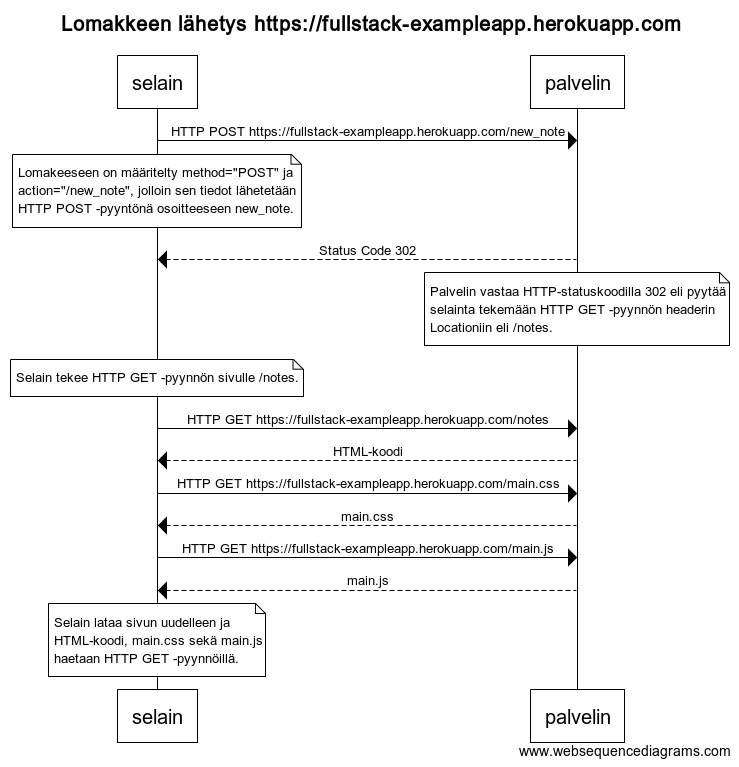 Lomakkeen lähetys https://fullstack-exampleapp.herokuapp.com
selain
palvelin
HTTP POST https://fullstack-exampleapp.herokuapp.com/new_note
Lomakeeseen on määritelty method="POST" ja
action="/new_note", jolloin sen tiedot lähetetään
HTTP POST -pyyntönä osoitteeseen new_note.
Status Code 302
Palvelin vastaa HTTP-statuskoodilla 302 eli pyytää
selainta tekemään HTTP GET -pyynnön headerin
Locationiin eli /notes.
Selain tekee HTTP GET -pyynnön sivulle /notes.
HTTP GET https://fullstack-exampleapp.herokuapp.com/notes
HTML-koodi
HTTP GET https://fullstack-exampleapp.herokuapp.com/main.css
main.css
HTTP GET https://fullstack-exampleapp.herokuapp.com/main.js
main.js
Selain lataa sivun uudelleen ja
HTML-koodi, main.css sekä main.js
haetaan HTTP GET -pyynnöillä.
selain
palvelin
www.websequencediagrams.com